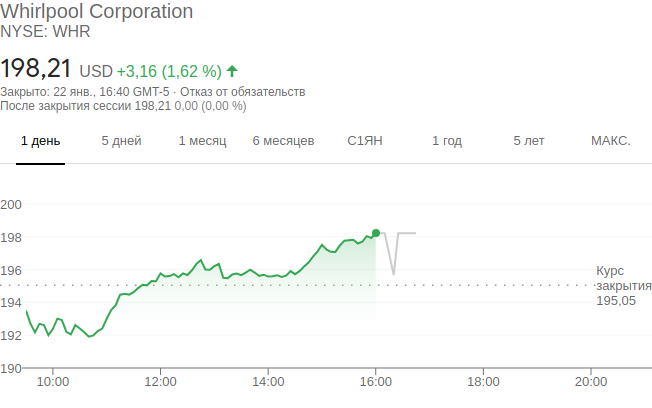 Whirlpool Corporation
NYSE: WHR
198,21 USD +3,16 (1,62 %)
Закрыто: 22 янв., 16:40 GMT-5 · Отказ от обязательств
После закрытия сессии 198,21 0,00 (0,00 %)
1 день 5 дней 1 месяц 6 месяцев С1ЯН 1 год 5 лет МАКС.
200
198
196
194
192
190
Курс
закрытия
195,05
10:00 12:00 14:00 16:00 18:00 20:00